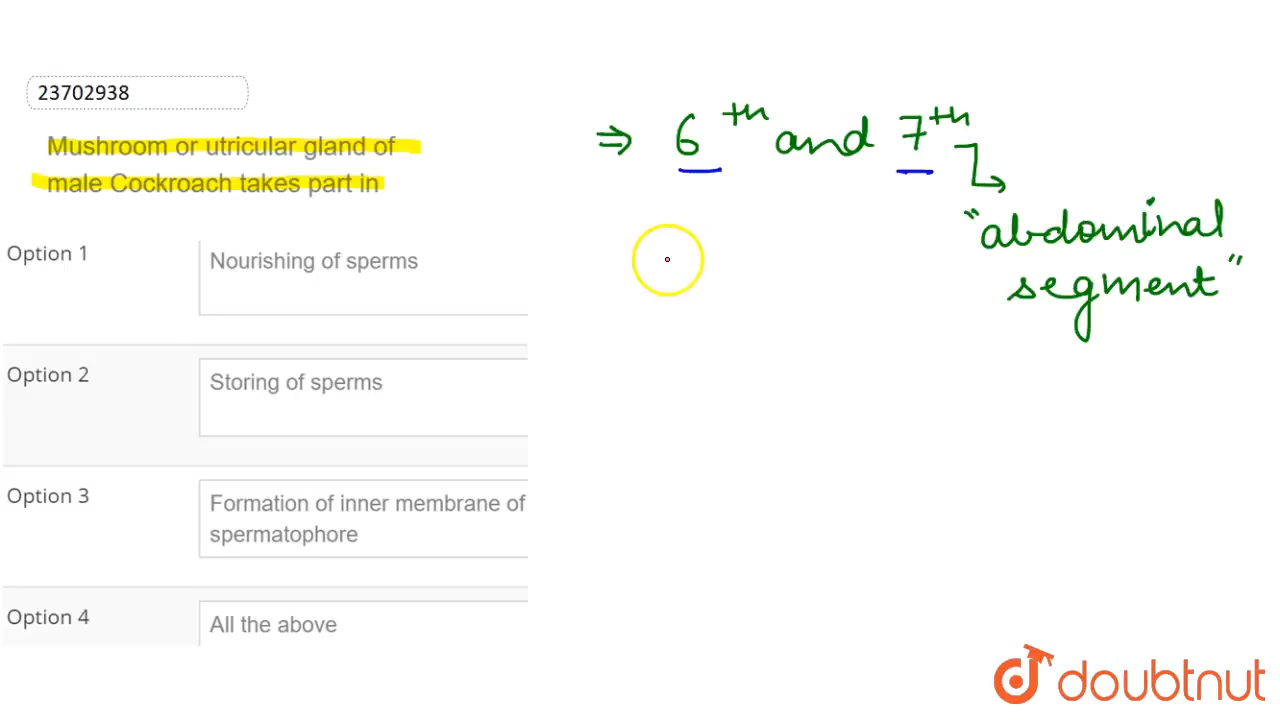 23702938
Mushroom or utricular gland of
male Cockroach takes part in
Option 1
Nourishing of sperms
Option 2
Storing of sperms
Option 3
Formation of inner membrane of
spermatophore
Option 4
All the above
⇒ 6th and 7th
"abdominal
segment"
doubtnut